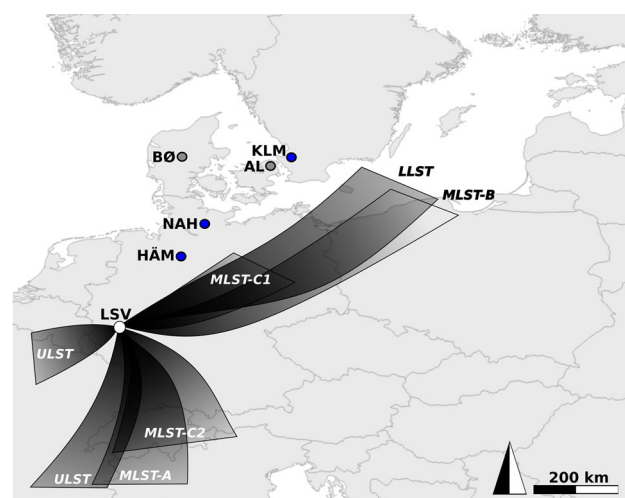 BØ
KLM
AL
LLST
MLST-B
NAH
HÄM
MLST-C1
LSV
ULST
MLST-C2
ULST
MLST-A
200 km